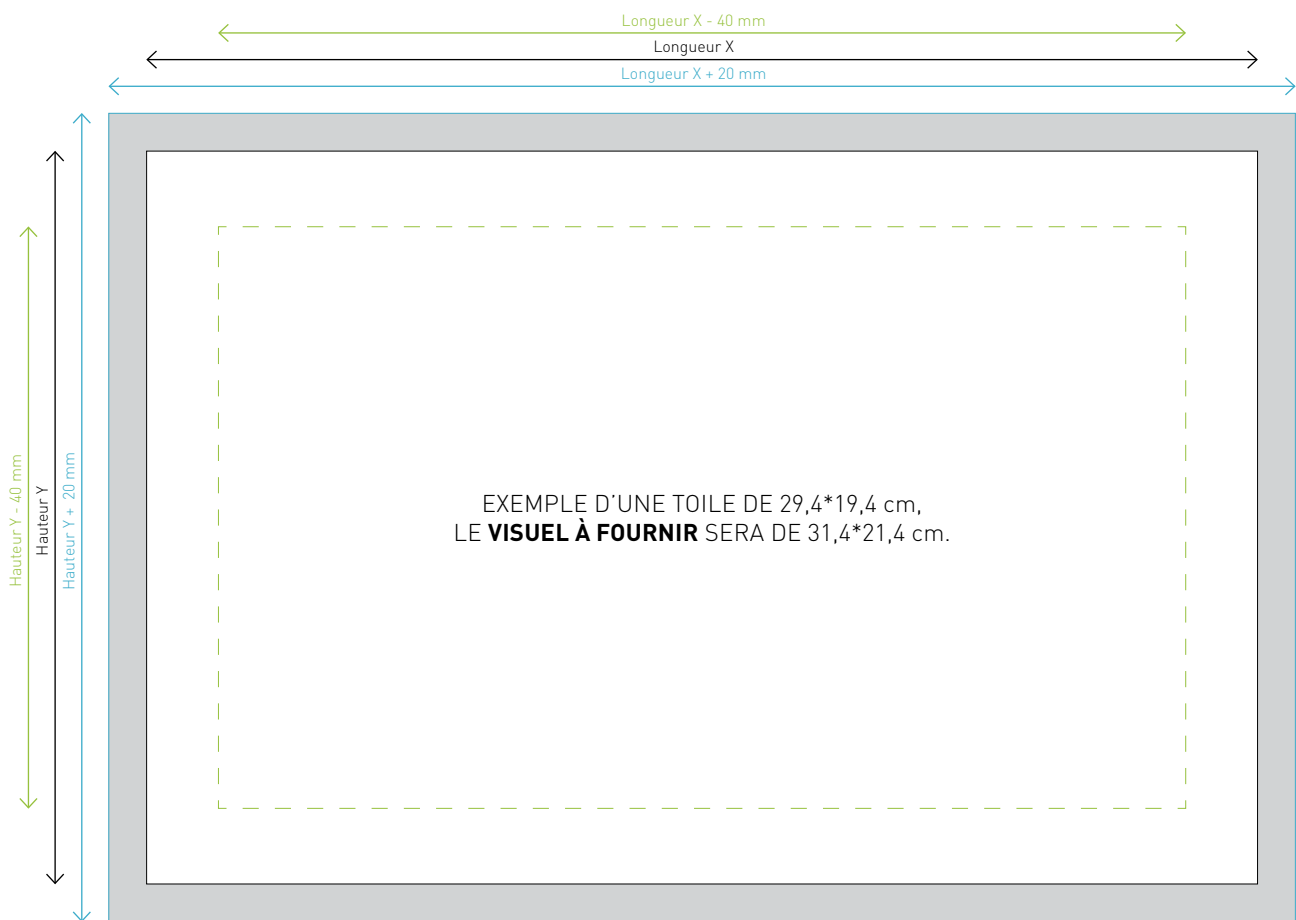 Longueur X - 40 mm
Longueur X
Longueur X + 20 mm
Hauteur Y - 40 mm
Hauteur Y
Hauteur Y + 20 mm
EXEMPLE D'UNE TOILE DE 29,4*19,4 cm,
LE VISUEL À FOURNIR SERA DE 31,4*21,4 cm.